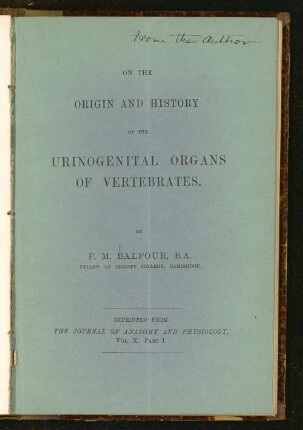 From the Author
ON THE
ORIGIN AND HISTORY
OF THE
URINOGENITAL ORGANS
OF VERTEBRATES.
BY
F. M. BALFOUR, B.A.
FELLOW OF TRINITY COLLEGE, CAMBRIDGE.
REPRINTED FROM
THE JOURNAL OF ANATOMY AND PHYSIOLOGY,
VOL. X. PART I.